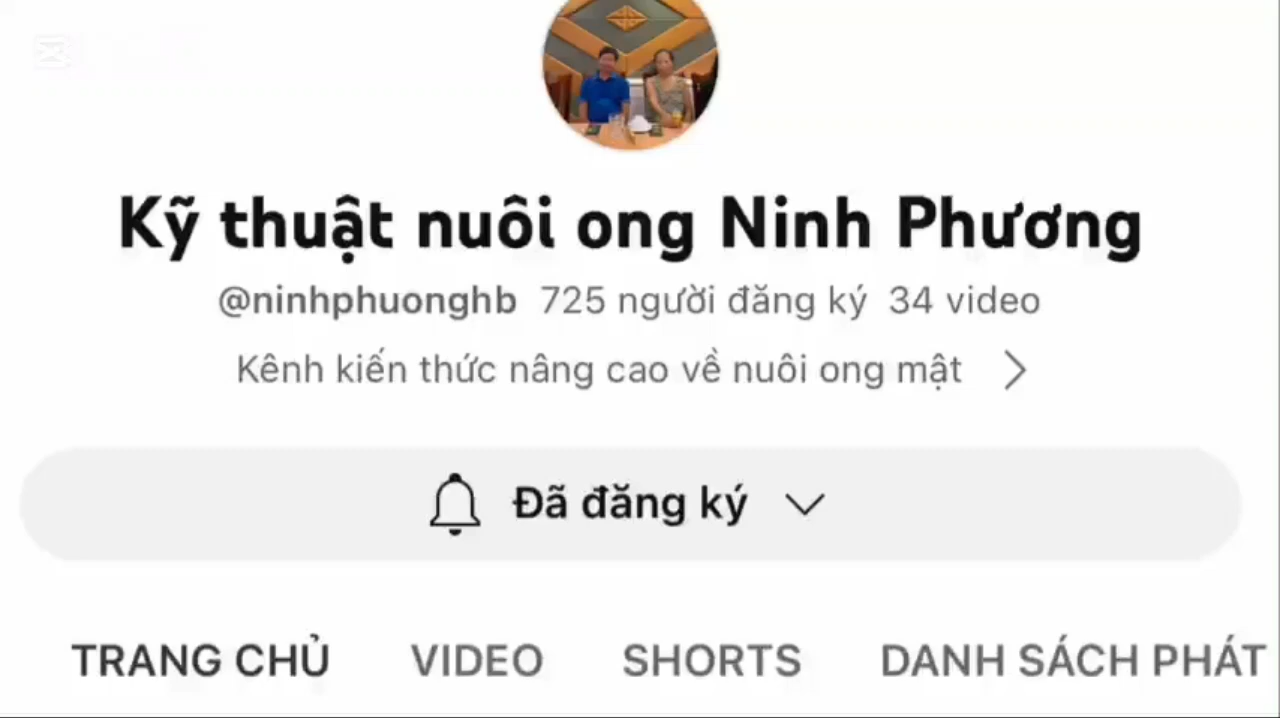 Kỹ thuật nuôi ong Ninh Phương
@ninhphuonghb 725 người đăng ký 34 video
Kênh kiến thức nâng cao về nuôi ong mật
Đã đăng ký
TRANG CHỦ VIDEO SHORTS DANH SÁCH PHÁT